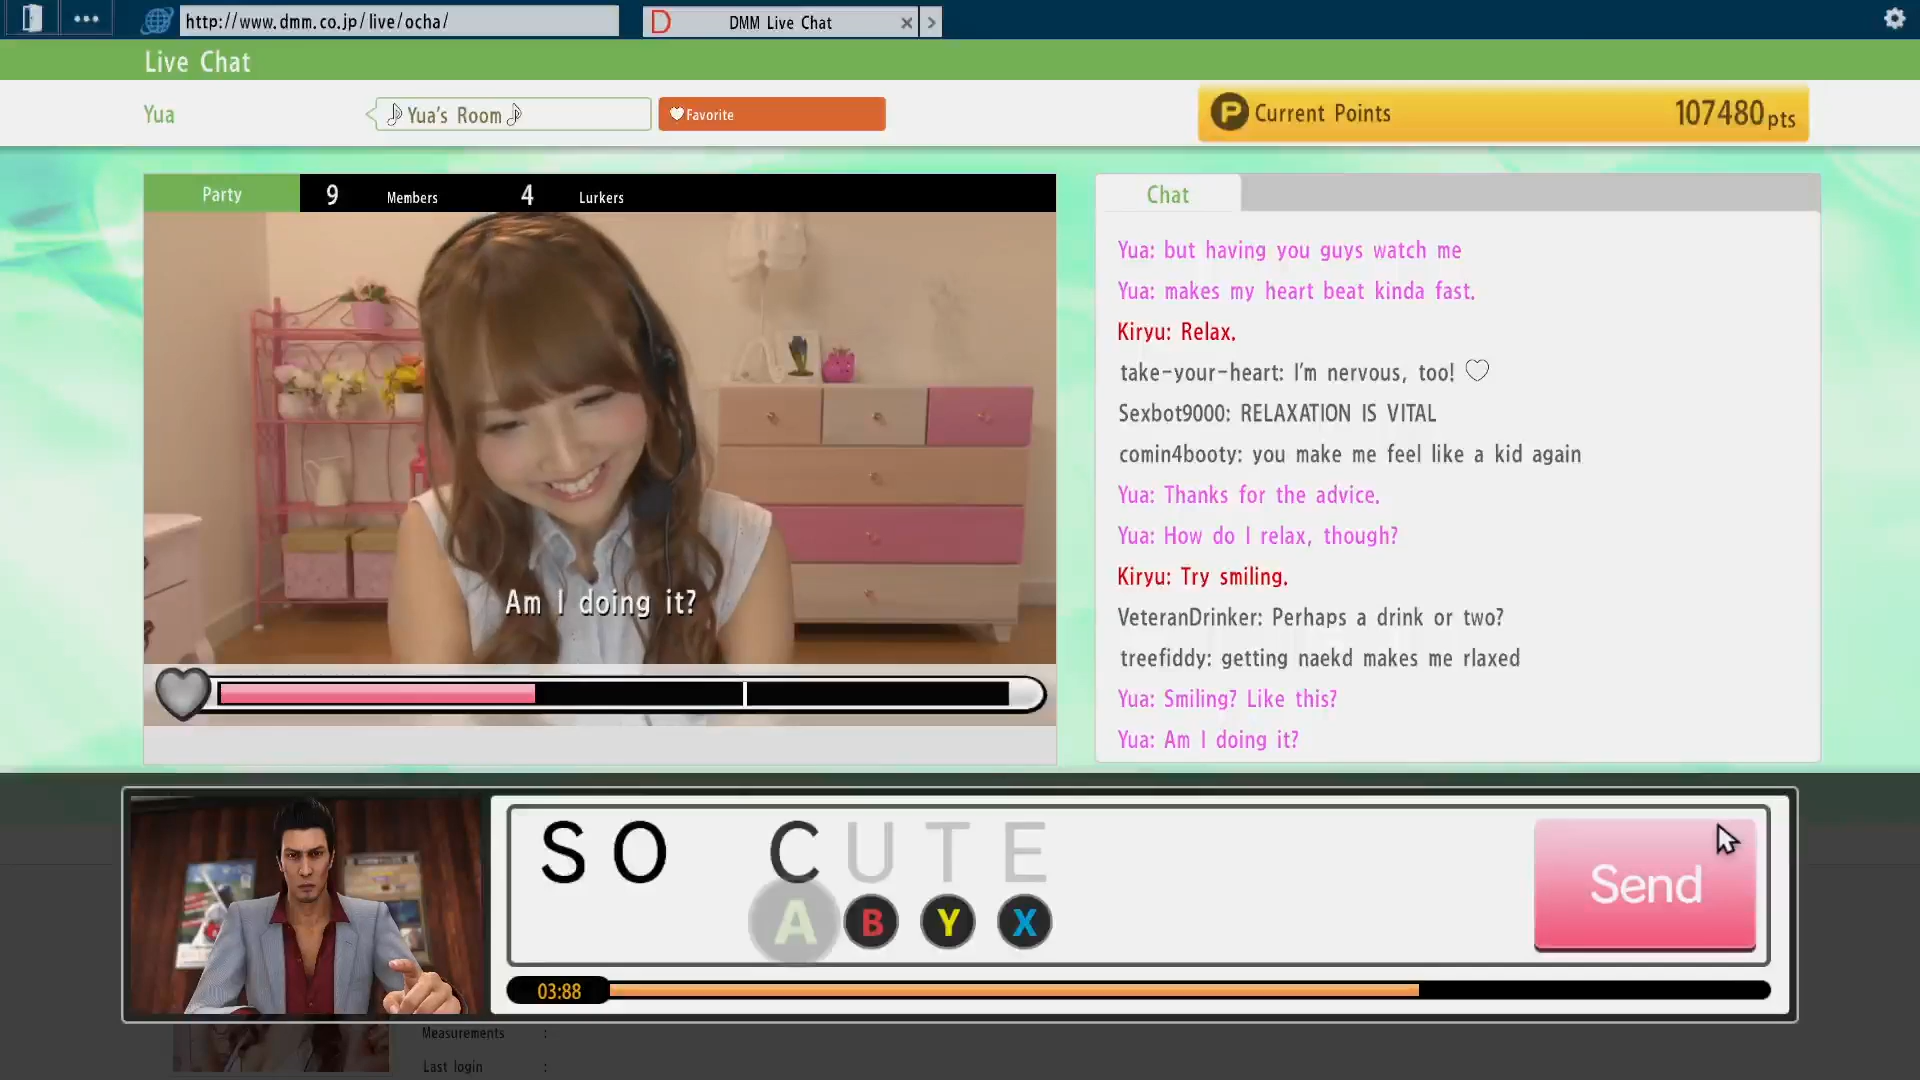 http://www.dmm.co.jp/live/ocha/
DMM Live Chat
Live Chat
Yua
♪Yua's Room♪
♥Favorite
P Current Points
107480pts
Party
9 Members
4 Lurkers
Am I doing it?
Chat
Yua: but having you guys watch me
Yua: makes my heart beat kinda fast.
Kiryu: Relax.
take-your-heart: I'm nervous, too! ♡
Sexbot9000: RELAXATION IS VITAL
comin4booty: you make me feel like a kid again
Yua: Thanks for the advice.
Yua: How do I relax, though?
Kiryu: Try smiling.
VeteranDrinker: Perhaps a drink or two?
treefiddy: getting naekd makes me rlaxed
Yua: Smiling? Like this?
Yua: Am I doing it?
SO CUTE
A B Y X
Send
03:88
Measurements :
Last login :